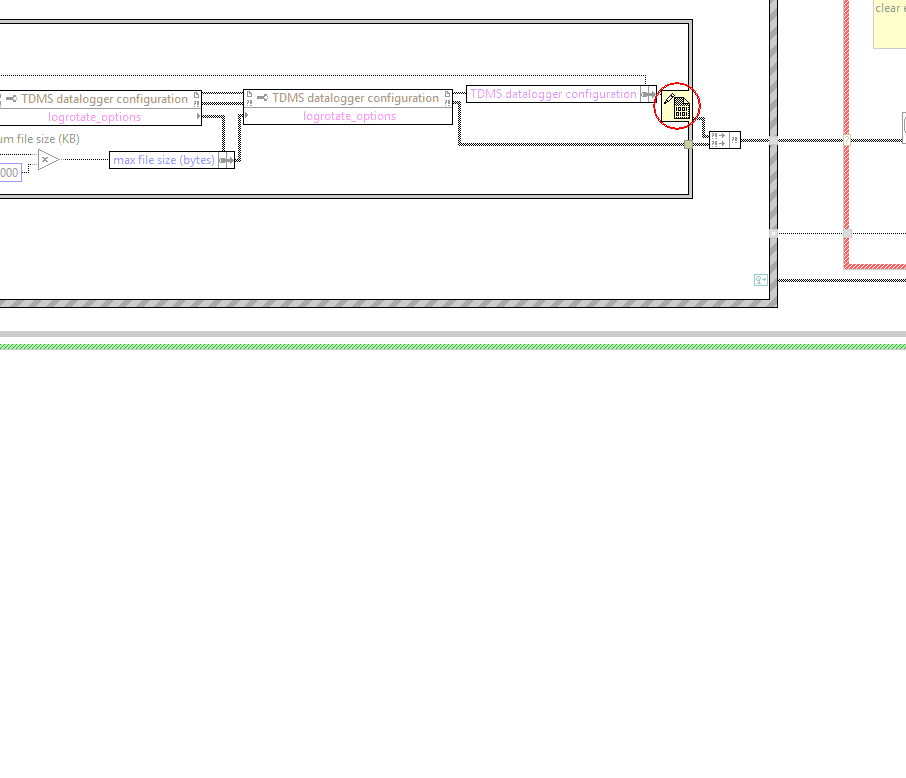 clear e
TDMS datalogger configuration
TDMS datalogger configuration
TDMS datalogger configuration
logrotate_options
logrotate_options
um file size (KB)
max file size (bytes)
000